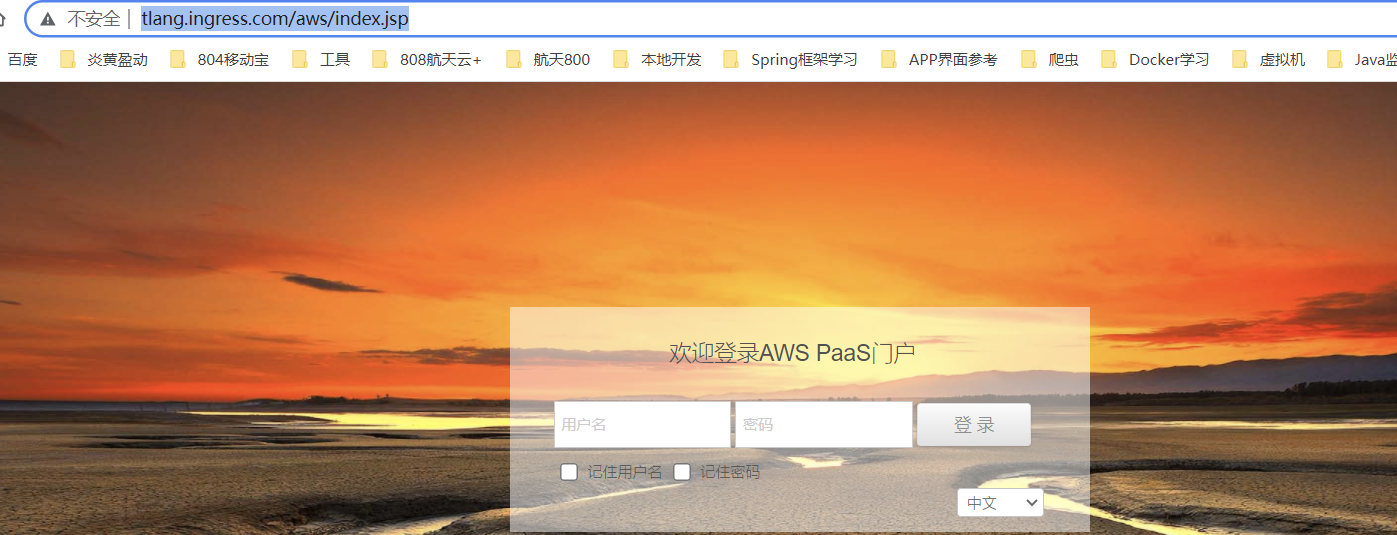 不安全 | tlang.ingress.com/aws/index.jsp
百度 炎黄盈动 804移动宝 工具 808航天云+ 航天800 本地开发 Spring框架学习 APP界面参考 爬虫 Docker学习 虚拟机 Java监
欢迎登录AWS PaaS门户
用户名 密码 登 录
记住用户名 记住密码
中文